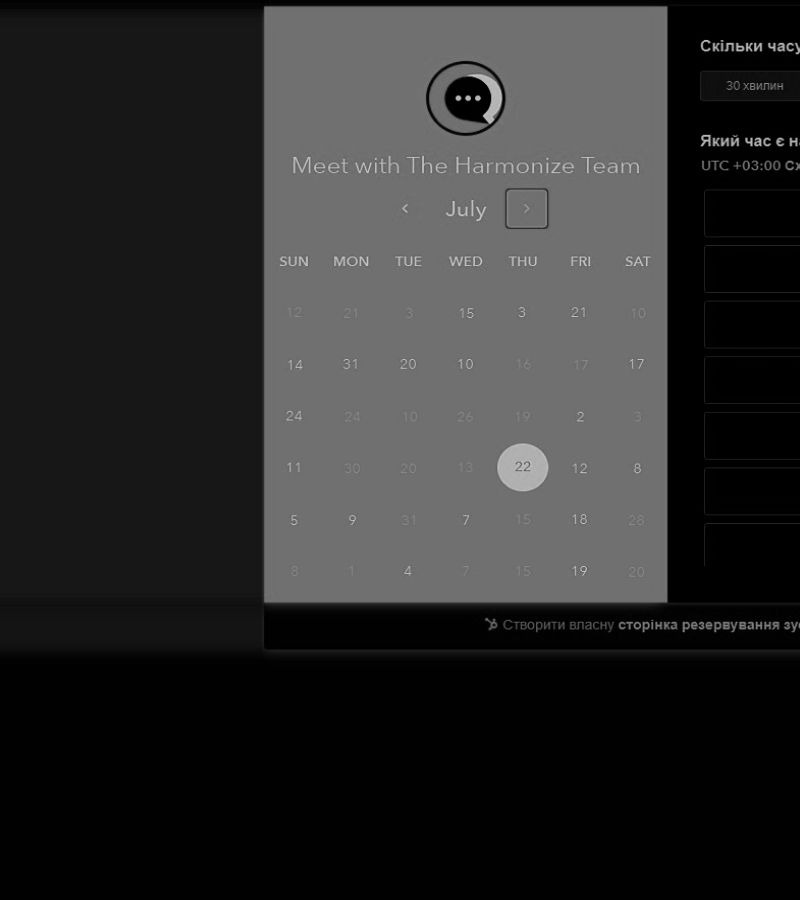 Meet with The Harmonize Team
July
SUN MON TUE WED THU FRI SAT
12 21 3 15 3 21 10
14 31 20 10 16 17 17
24 24 10 26 19 2 3
11 30 20 13 22 12 8
5 9 31 7 15 18 28
8 1 4 7 15 19 20
Скільки часу
30 хвилин
Який час є
UTC +03:00
Створити власну сторінка резервування